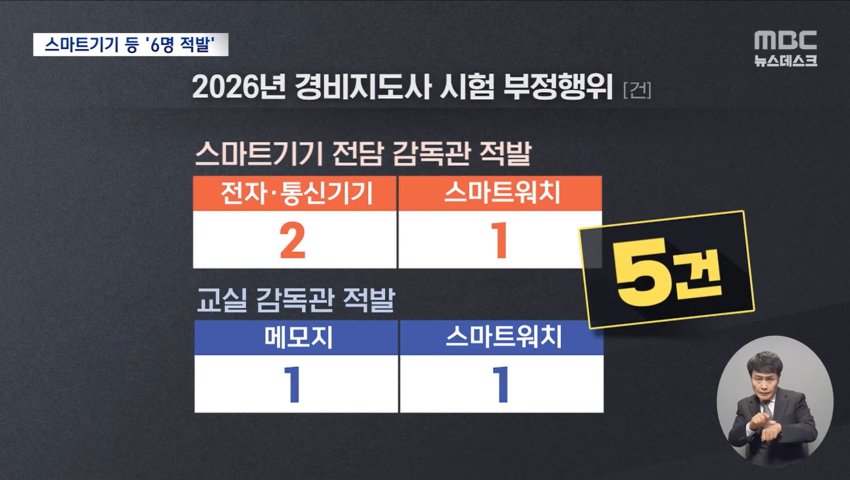 스마트기기 등 '6명 적발'
MBC
뉴스데스크
2026년 경비지도사 시험 부정행위 [건]
스마트기기 전담 감독관 적발
전자·통신기기 스마트워치
2 1
5건
교실 감독관 적발
메모지 스마트워치
1 1